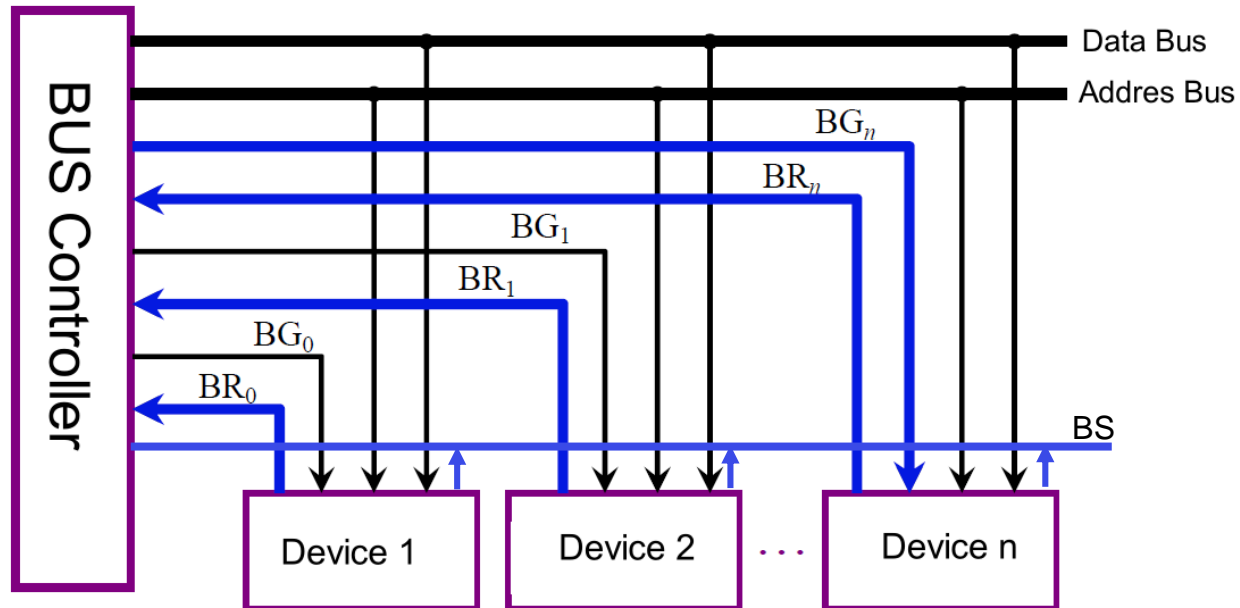 BUS Controller
Data Bus
Addres Bus
BGn
BRn
BG1
BR1
BG0
BR0
BS
Device 1
Device 2
...
Device n